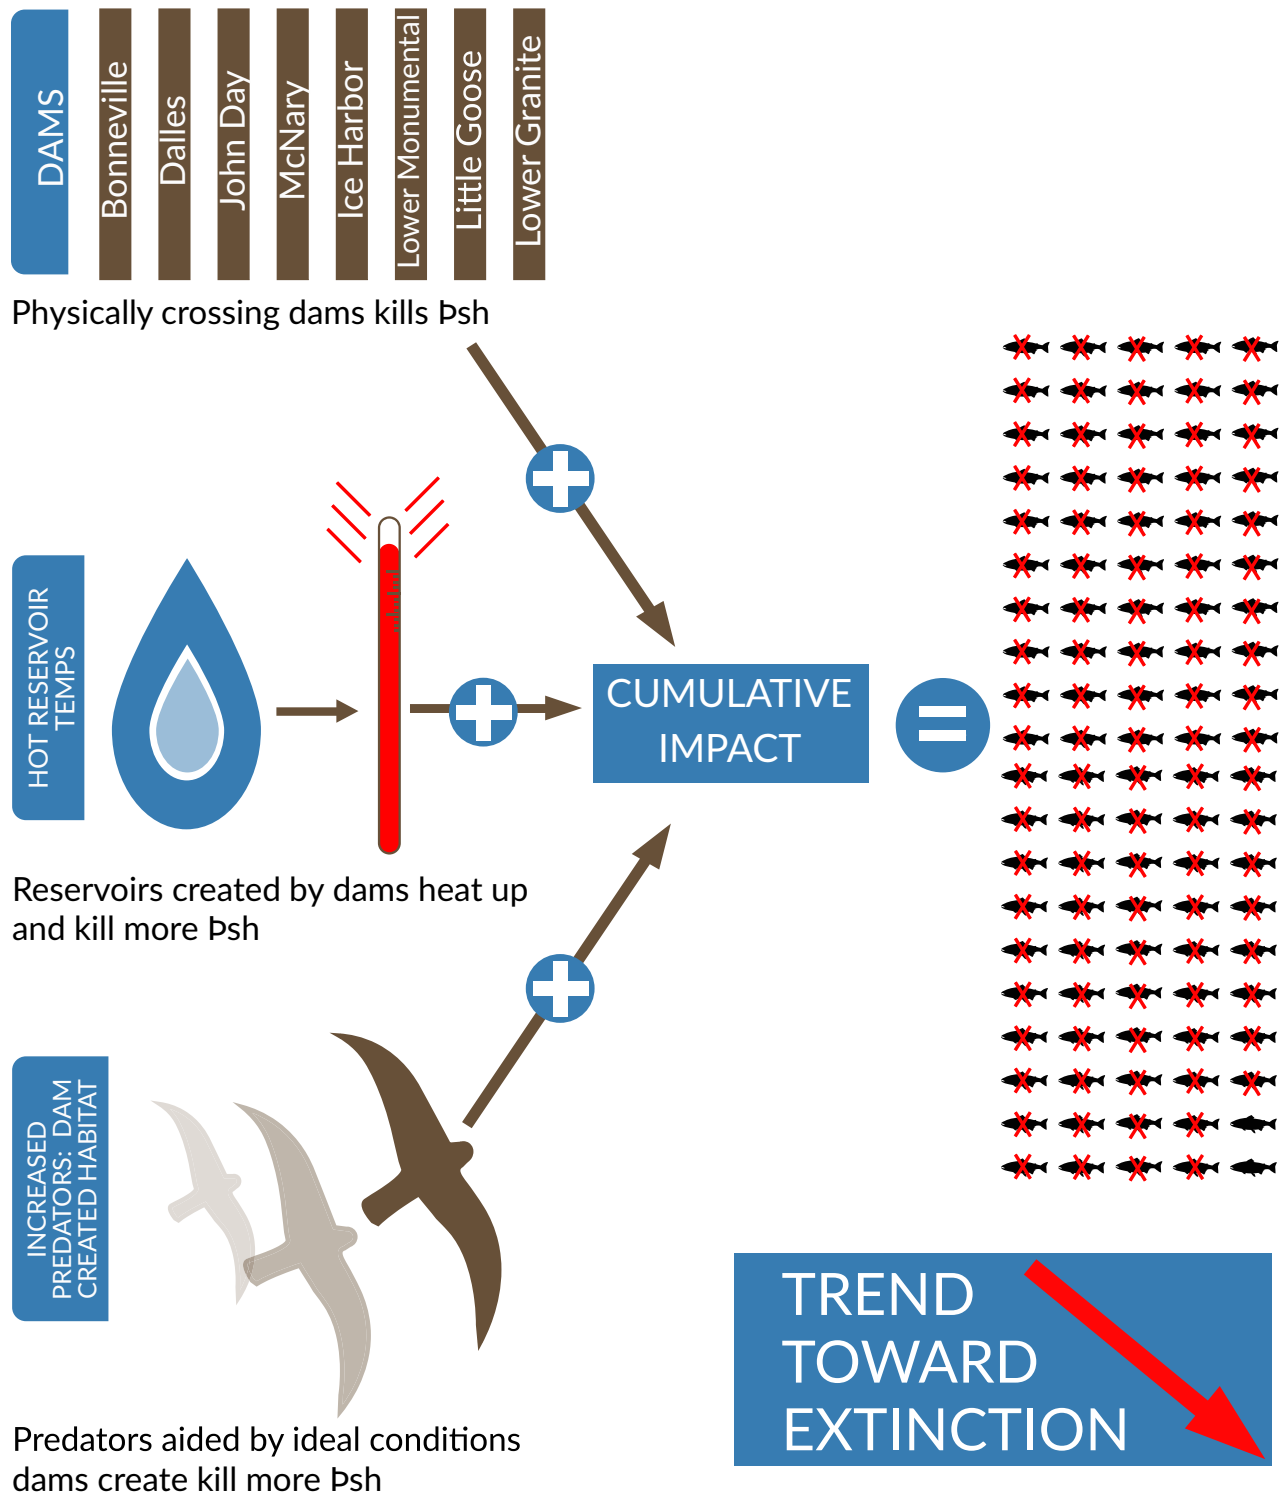 DAMS
Bonneville
Dalles
John Day
McNary
Ice Harbor
Lower Monumental
Little Goose
Lower Granite
Physically crossing dams kills Þsh
HOT RESERVOIR
TEMPS
CUMULATIVE
IMPACT
Reservoirs created by dams heat up
and kill more Þsh
INCREASED
PREDATORS: DAM
CREATED HABITAT
Predators aided by ideal conditions
dams create kill more Þsh
TREND
TOWARD
EXTINCTION